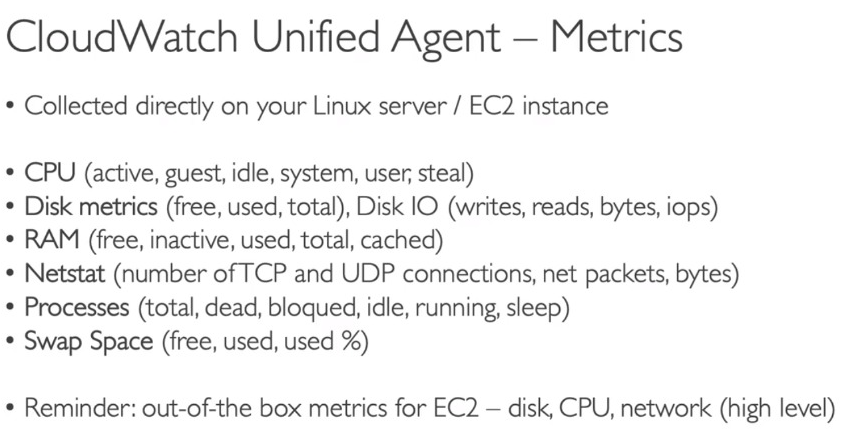 CloudWatch Unified Agent – Metrics
• Collected directly on your Linux server / EC2 instance
• CPU (active, guest, idle, system, user, steal)
• Disk metrics (free, used, total), Disk IO (writes, reads, bytes, iops)
• RAM (free, inactive, used, total, cached)
• Netstat (number of TCP and UDP connections, net packets, bytes)
• Processes (total, dead, bloqued, idle, running, sleep)
• Swap Space (free, used, used %)
• Reminder: out-of-the box metrics for EC2 – disk, CPU, network (high level)